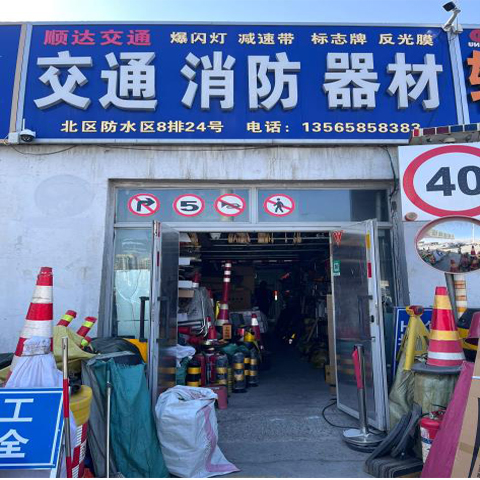 顺达交通 爆闪灯 减速带 标志牌 反光膜
交通 消防 器材
北区防水区8排24号 电话：13565858383
40
5
工
全